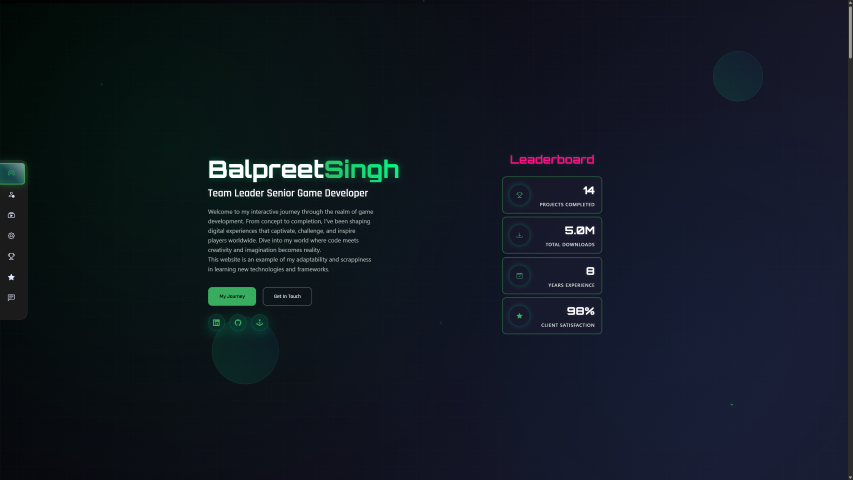 BalpreetSingh
Team Leader Senior Game Developer
Welcome to my interactive journey through the realm of game
development. From concept to completion, I've been shaping
digital experiences that captivate, challenge, and inspire
players worldwide. Dive into my world where code meets
creativity and imagination becomes reality.
This website is an example of my adaptability and scrappiness
in learning new technologies and frameworks.
My Journey
Get In Touch
Leaderboard
14
PROJECTS COMPLETED
5.0M
TOTAL DOWNLOADS
8
YEARS EXPERIENCE
98%
CLIENT SATISFACTION